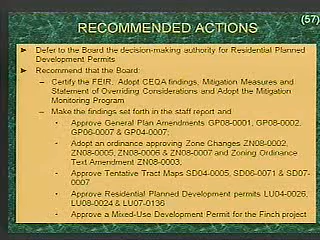 (57)
RECOMMENDED ACTIONS
Defer to the Board the decision-making authority for Residential Planned
Development Permits
Recommend that the Board:
– Certify the FEIR, Adopt CEQA findings, Mitigation Measures and
Statement of Overriding Considerations and Adopt the Mitigation
Monitoring Program
– Make the findings set forth in the staff report and
• Approve General Plan Amendments GP08-0001, GP08-0002,
GP06-0007 & GP04-0007;
• Adopt an ordinance approving Zone Changes ZN08-0002,
ZN08-0005, ZN08-0006 & ZN08-0007 and Zoning Ordinance
Text Amendment ZN08-0003,
• Approve Tentative Tract Maps SD04-0005, SD06-0071 & SD07-
0007
• Approve Residential Planned Development permits LU04-0026,
LU08-0024 & LU07-0136
• Approve a Mixed-Use Development Permit for the Finch project